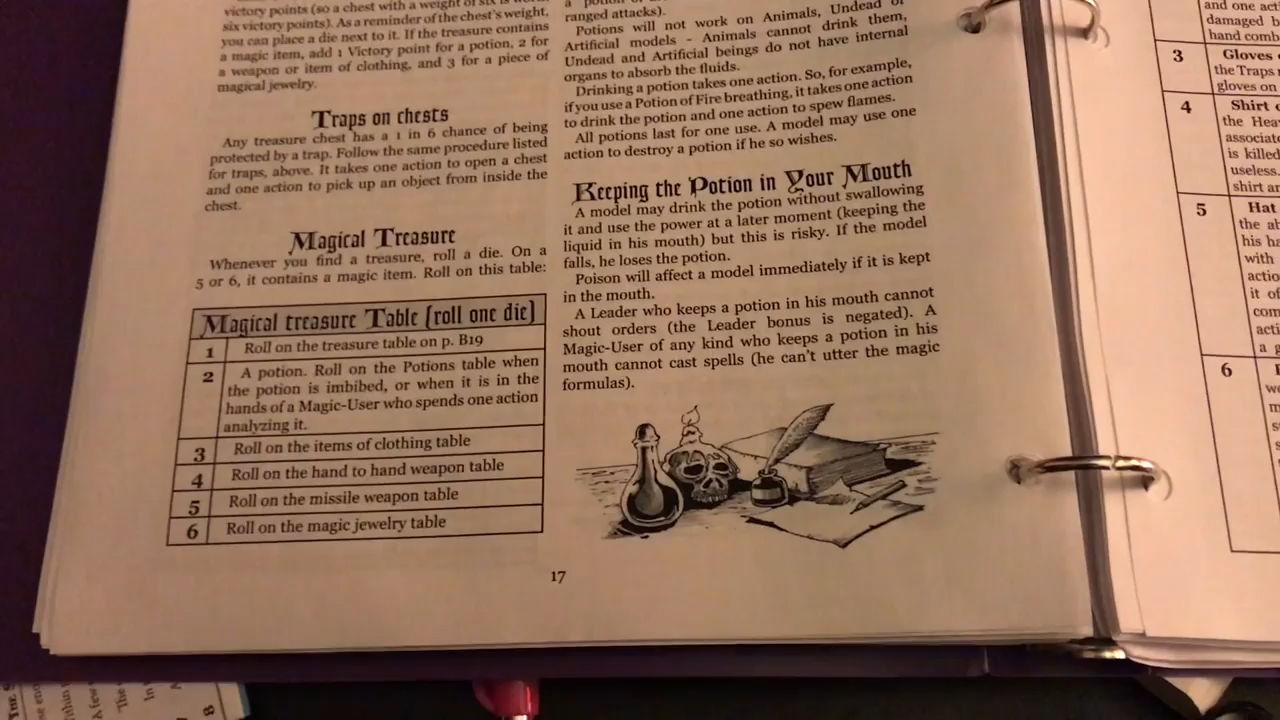 victory points (so a chest with a weight of six is worth
six victory points). As a reminder of the chest's weight,
you can place a die next to it. If the treasure contains
a magic item, add 1 Victory point for a potion, 2 for
a weapon or item of clothing, and 3 for a piece of
magical jewelry.
Traps on chests
Any treasure chest has a 1 in 6 chance of being
protected by a trap. Follow the same procedure listed
for traps, above. It takes one action to open a chest
and one action to pick up an object from inside the
chest.
Magical Treasure
Whenever you find a treasure, roll a die. On a
5 or 6, it contains a magic item. Roll on this table:
Magical treasure Table (roll one die)
1 Roll on the treasure table on p. B19
2 A potion. Roll on the Potions table when
the potion is imbibed, or when it is in the
hands of a Magic-User who spends one action
analyzing it.
3 Roll on the items of clothing table
4 Roll on the hand to hand weapon table
5 Roll on the missile weapon table
6 Roll on the magic jewelry table
ranged attacks).
Potions will not work on Animals, Undead or
Artificial models - Animals cannot drink them,
Undead and Artificial beings do not have internal
organs to absorb the fluids.
Drinking a potion takes one action. So, for example,
if you use a Potion of Fire breathing, it takes one action
to drink the potion and one action to spew flames.
All potions last for one use. A model may use one
action to destroy a potion if he so wishes.
Keeping the Potion in Your Mouth
A model may drink the potion without swallowing
it and use the power at a later moment (keeping the
liquid in his mouth) but this is risky. If the model
falls, he loses the potion.
Poison will affect a model immediately if it is kept
in the mouth.
A Leader who keeps a potion in his mouth cannot
shout orders (the Leader bonus is negated). A
Magic-User of any kind who keeps a potion in his
mouth cannot cast spells (he can't utter the magic
formulas).
17
and one
damaged
hand
3 Gloves
the Traps
gloves on
4 Shirt
the
is killed
useless.
shirt
5 Hat
the
his
with
it of
a
6